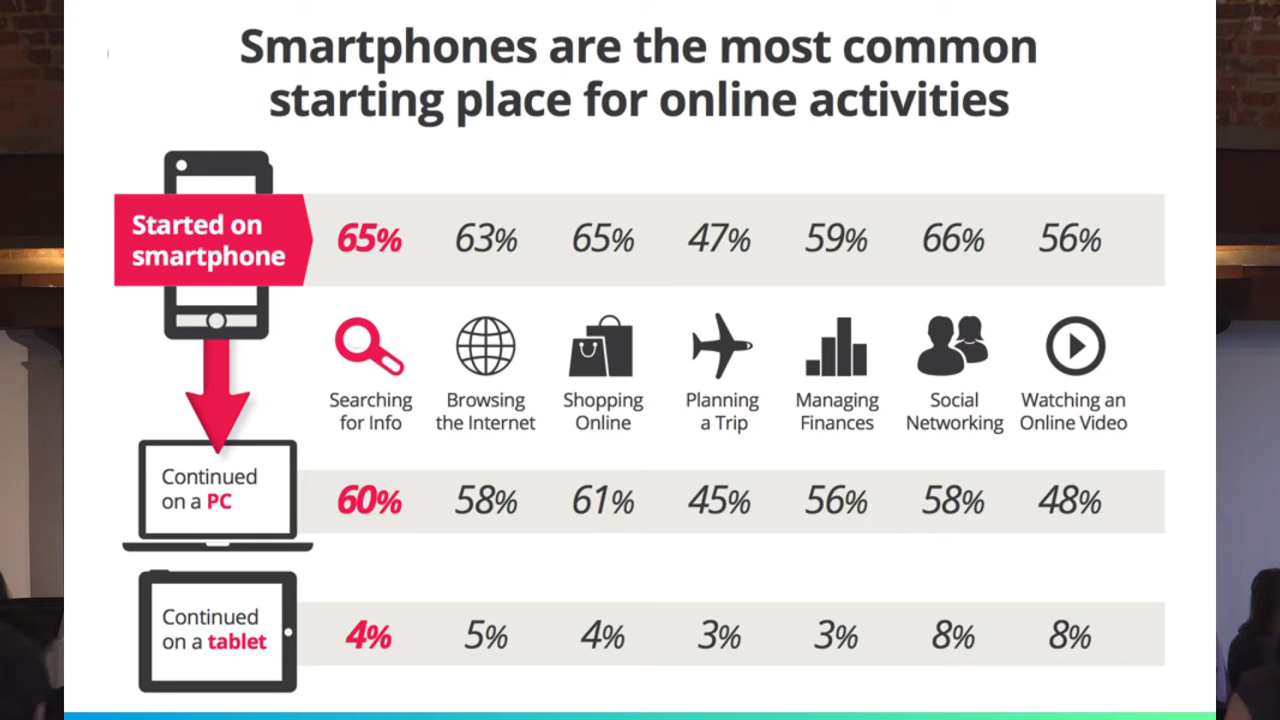 Smartphones are the most common
starting place for online activities
Started on
smartphone
65% 63% 65% 47% 59% 66% 56%
Searching
for Info
Browsing
the Internet
Shopping
Online
Planning
a Trip
Managing
Finances
Social
Networking
Watching an
Online Video
Continued
on a PC
60% 58% 61% 45% 56% 58% 48%
Continued
on a tablet
4% 5% 4% 3% 3% 8% 8%